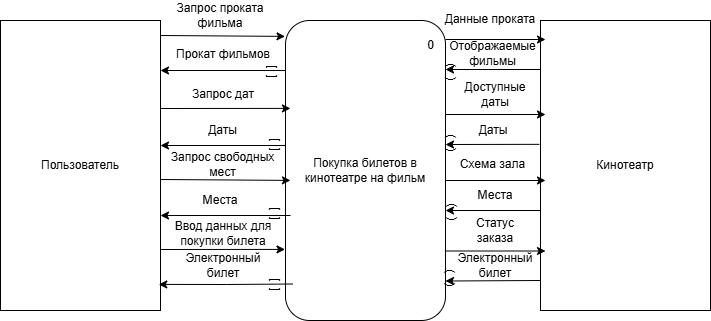 Запрос проката
фильма
Данные проката
0
Отображаемые
фильмы
Прокат фильмов
Запрос дат
Доступные
даты
Даты
Даты
Пользователь
Запрос свободных
мест
Покупка билетов в
кинотеатре на фильм
Схема зала
Кинотеатр
Места
Места
Ввод данных для
покупки билета
Статус
заказа
Электронный
билет
Электронный
билет